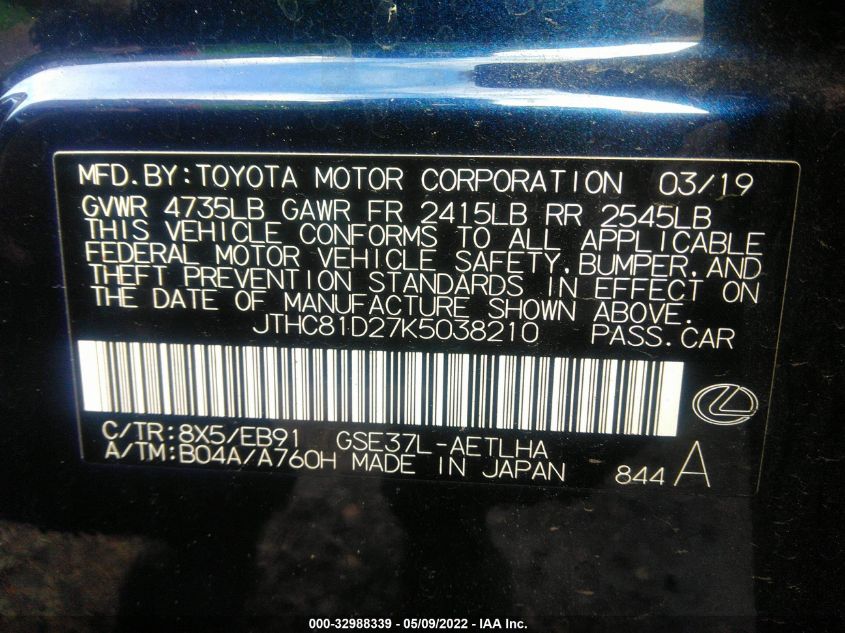 MFD.BY:TOYOTA MOTOR CORPORATION 03/19
GVWR 4735LB GAWR FR 2415LB RR 2545LB
THIS VEHICLE CONFORMS TO ALL APPLICABLE
FEDERAL MOTOR VEHICLE SAFETY,BUMPER,AND
THEFT PREVENTION STANDARDS IN EFFECT ON
THE DATE OF MANUFACTURE SHOWN ABOVE.
JTHC81D27K5038210 PASS.CAR
C/TR:8X5/EB91 GSE37L-AETLHA
A/TM:B04A/A760H MADE IN JAPAN 844 A
000-32988339 - 05/09/2022 - IAA Inc.